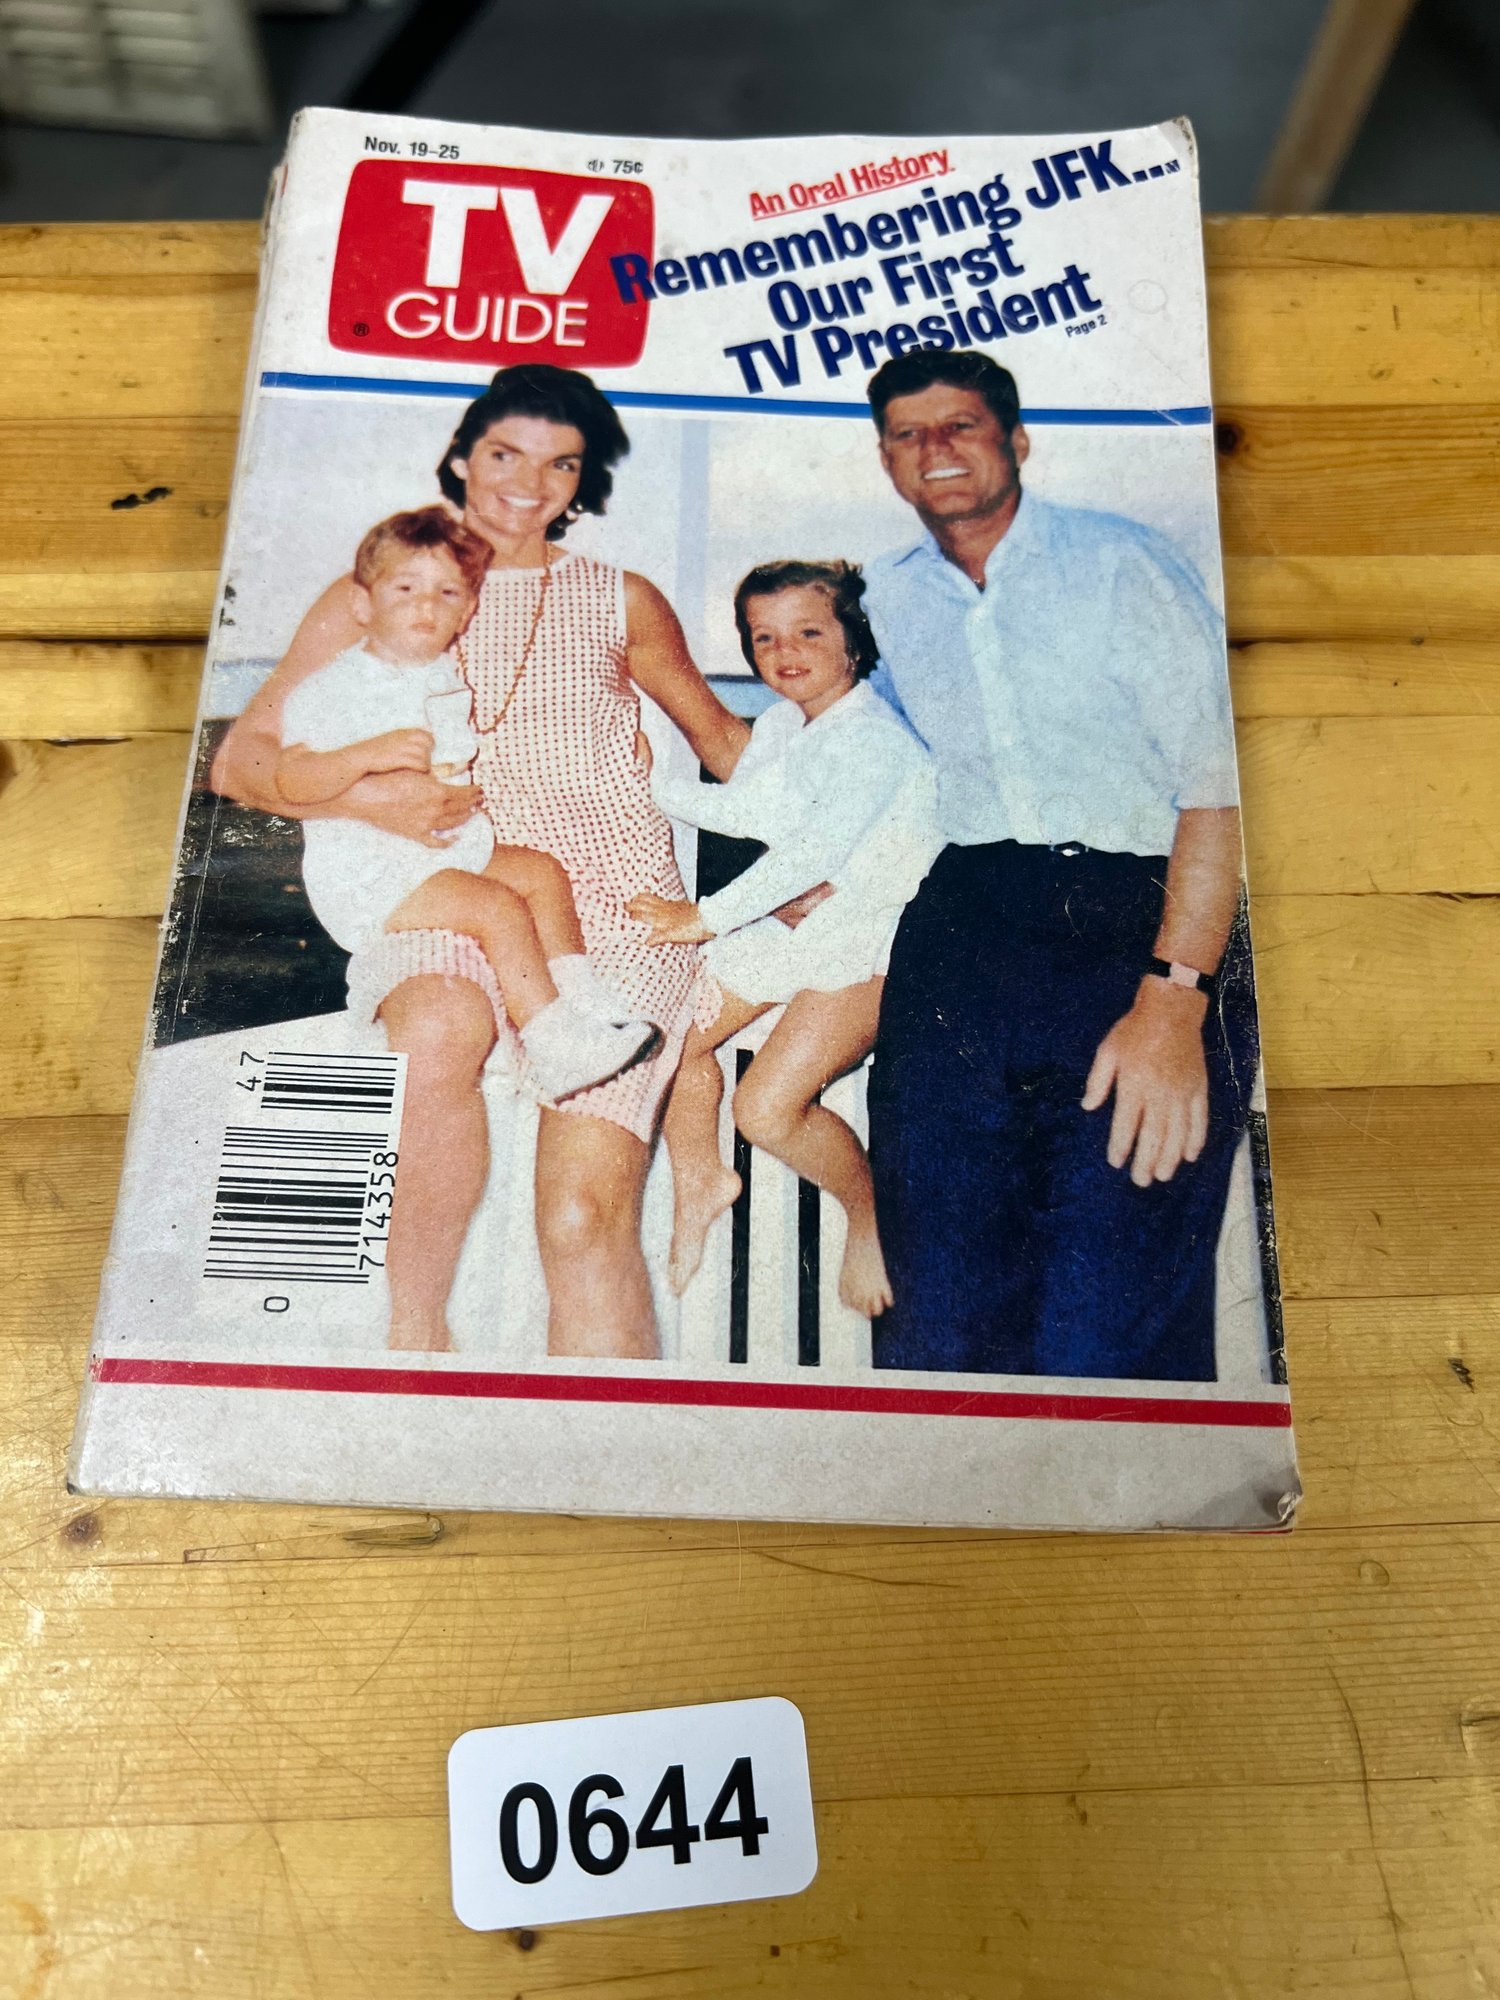 Nov. 19-25
75¢
TV
GUIDE
®
An Oral History
Remembering JFK...
Our First
TV President
Page 2
47
0
714358
0644